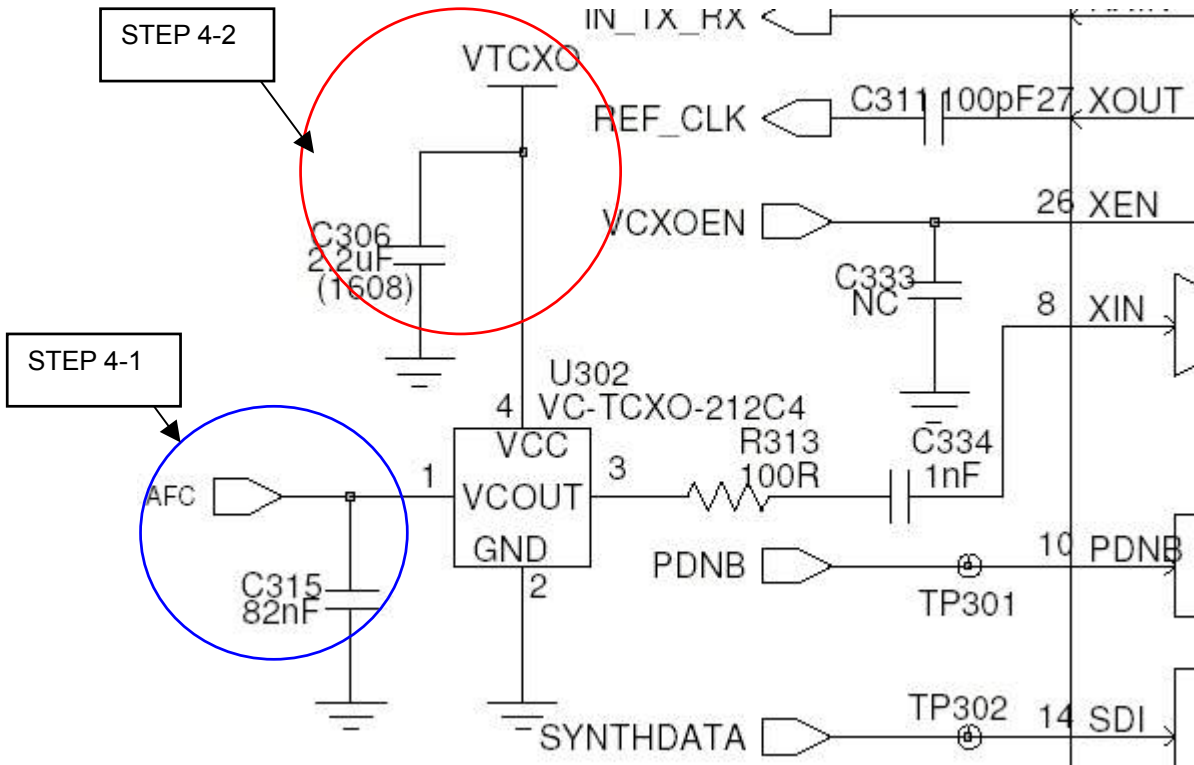 STEP 4-2
IN_TX_RX
VTCXO
REF_CLK
C311 100pF
27 XOUT
C306
2.2uF
(1608)
VCXOEN
26 XEN
C333
NC
8 XIN
STEP 4-1
U302
4 VC-TCXO-212C4
VCC
R313
100R
C334
1nF
AFC
1
VCOUT
3
GND
2
C315
82nF
PDNB
10 PDNB
TP301
SYNTHDATA
TP302
14 SDI